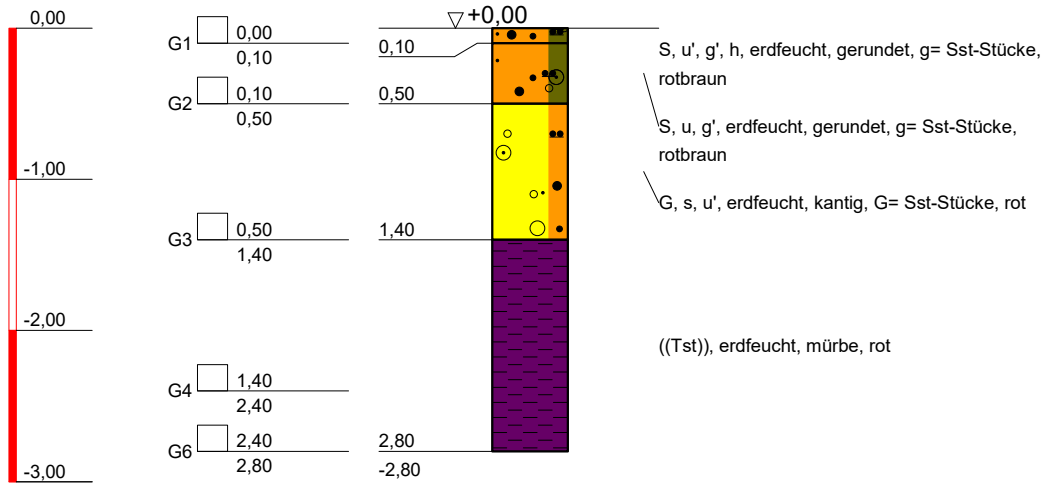 0,00
-1,00
-2,00
-3,00
G1
0,00
0,10
G2
0,10
0,50
G3
0,50
1,40
G4
1,40
2,40
G6
2,40
2,80
+0,00
0,10
0,50
1,40
2,80
-2,80
S, u', g', h, erdfeucht, gerundet, g= Sst-Stücke,
rotbraun
S, u, g', erdfeucht, gerundet, g= Sst-Stücke,
rotbraun
G, s, u', erdfeucht, kantig, G= Sst-Stücke, rot
((Tst)), erdfeucht, mürbe, rot